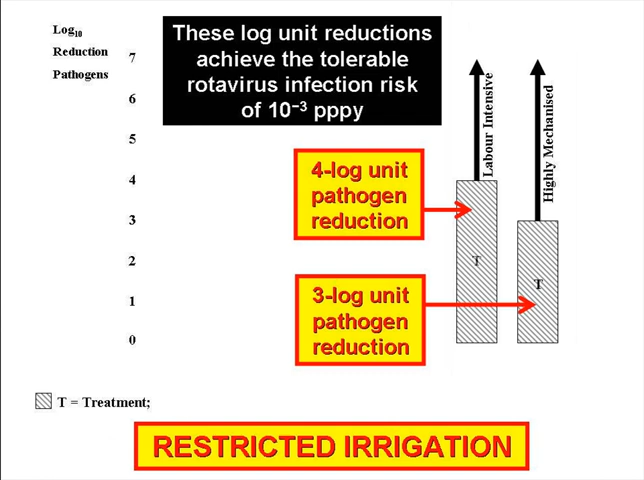 Log₁₀
Reduction
Pathogens
These log unit reductions
achieve the tolerable
rotavirus infection risk
of 10⁻³ pppy
7
6
5
4
3
2
1
0
4-log unit
pathogen
reduction
3-log unit
pathogen
reduction
Labour Intensive
Highly Mechanised
T
T
T = Treatment;
RESTRICTED IRRIGATION